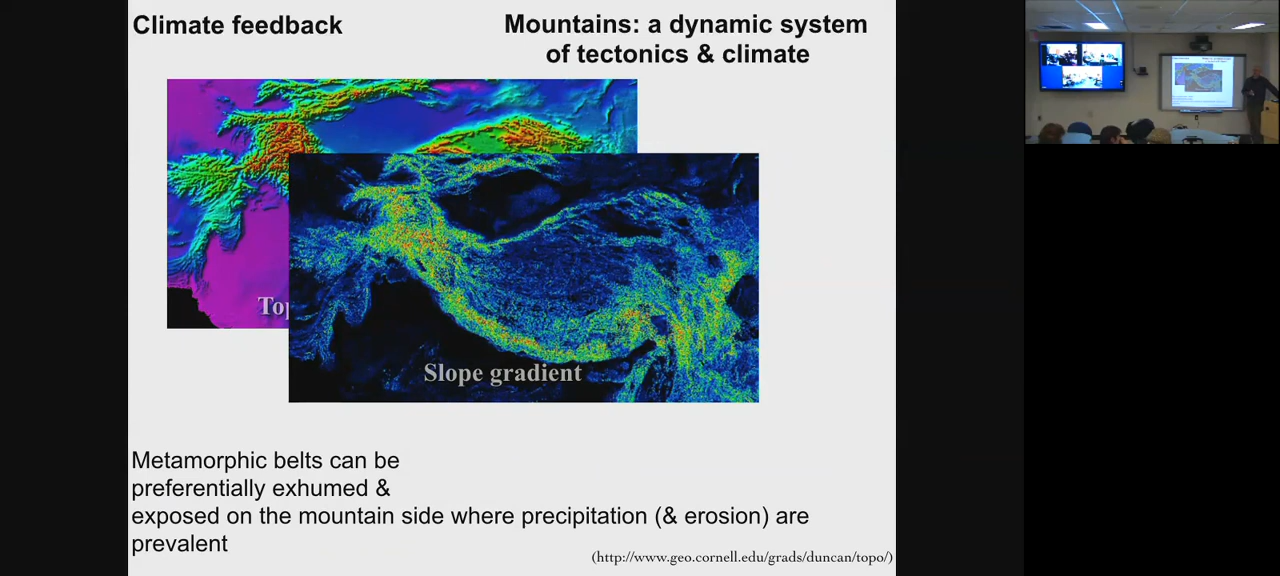 Climate feedback
Mountains: a dynamic system
of tectonics & climate
Slope gradient
Metamorphic belts can be
preferentially exhumed &
exposed on the mountain side where precipitation (& erosion) are
prevalent
(http://www.geo.cornell.edu/grads/duncan/topo/)